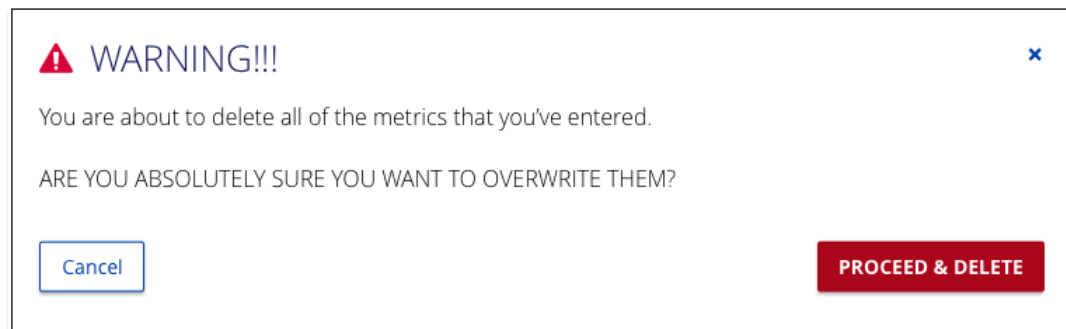 WARNING!!!
You are about to delete all of the metrics that you’ve entered.
ARE YOU ABSOLUTELY SURE YOU WANT TO OVERWRITE THEM?
Cancel
PROCEED & DELETE